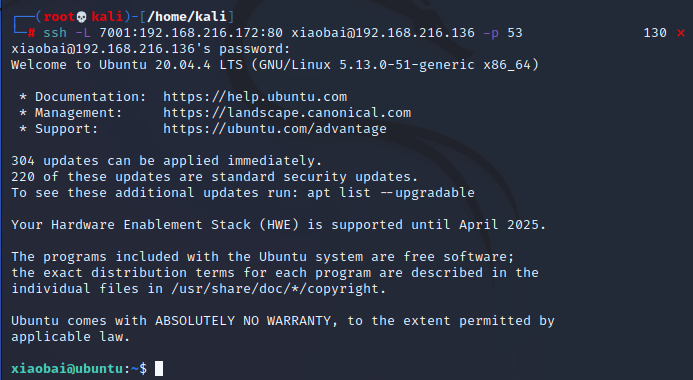 ┌──(root💀kali)-[/home/kali]
└─# ssh -L 7001:192.168.216.172:80 xiaobai@192.168.216.136 -p 53 130 ⨯
xiaobai@192.168.216.136's password:
Welcome to Ubuntu 20.04.4 LTS (GNU/Linux 5.13.0-51-generic x86_64)
* Documentation: https://help.ubuntu.com
* Management: https://landscape.canonical.com
* Support: https://ubuntu.com/advantage
304 updates can be applied immediately.
220 of these updates are standard security updates.
To see these additional updates run: apt list --upgradable
Your Hardware Enablement Stack (HWE) is supported until April 2025.
The programs included with the Ubuntu system are free software;
the exact distribution terms for each program are described in the
individual files in /usr/share/doc/*/copyright.
Ubuntu comes with ABSOLUTELY NO WARRANTY, to the extent permitted by
applicable law.
xiaobai@ubuntu:~$